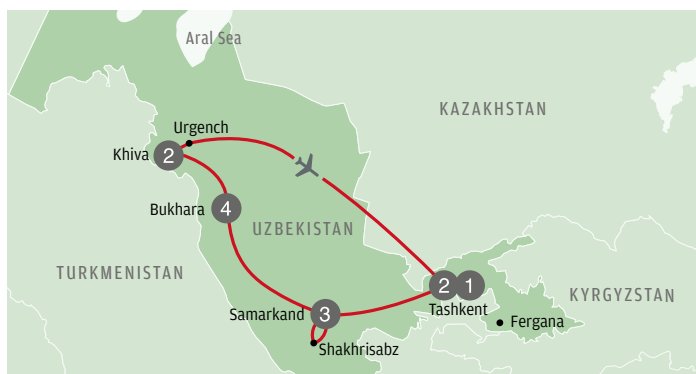 Aral Sea
KAZAKHSTAN
Urgench
Khiva 2
Bukhara 4
UZBEKISTAN
TURKMENISTAN
2 1
Tashkent
KYRGYZSTAN
Samarkand 3
Fergana
Shakhrisabz